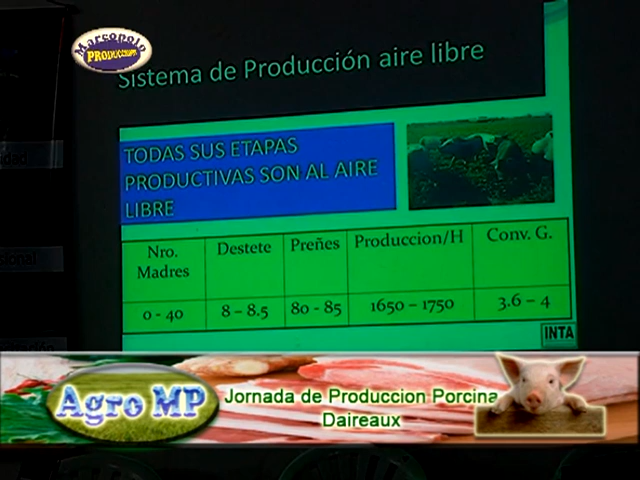 Marcopolo
PRODUCCIONES
Sistema de Producción aire libre
TODAS SUS ETAPAS
PRODUCTIVAS SON AL AIRE
LIBRE
Nro. Madres Destete Preñes Produccion/H Conv. G.
0 - 40 8 – 8.5 80 - 85 1650 – 1750 3.6 – 4
INTA
Agro MP
Jornada de Produccion Porcina
Daireaux